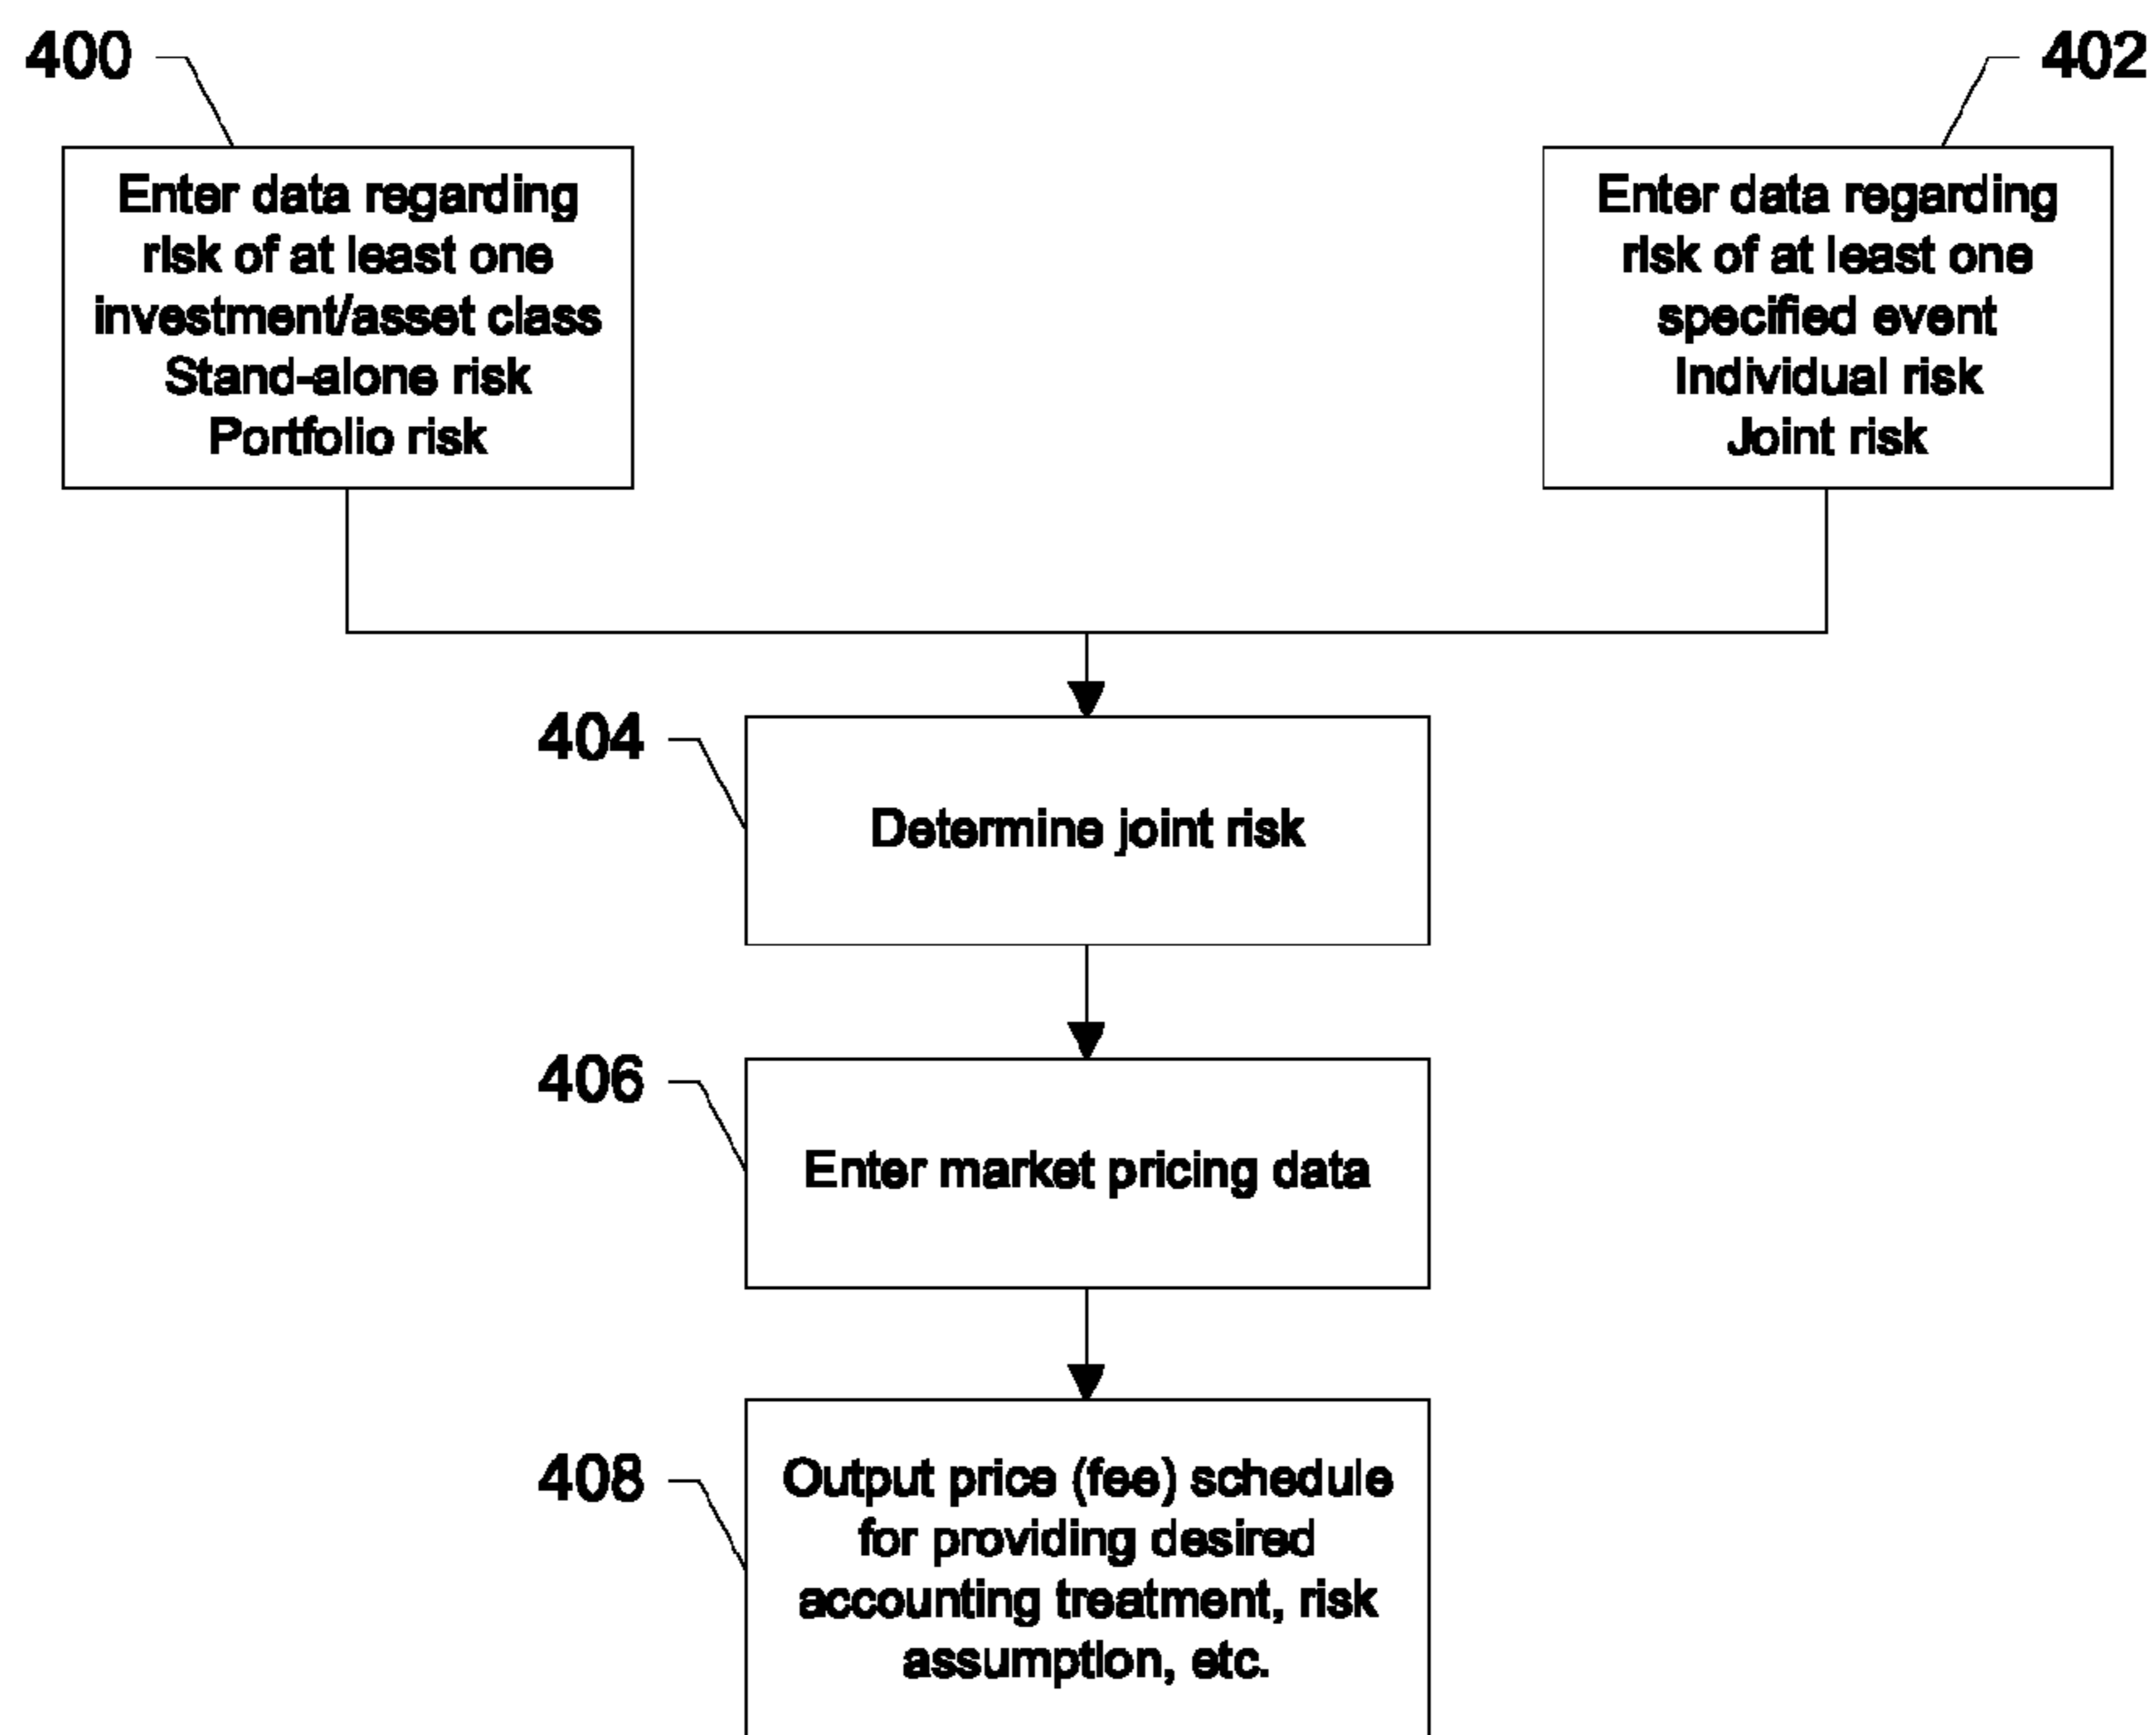 400
402
Enter data regarding
risk of at least one
investment/asset class
Stand-alone risk
Portfolio risk
Enter data regarding
risk of at least one
specified event
Individual risk
Joint risk
404
Determine joint risk
406
Enter market pricing data
408
Output price (fee) schedule
for providing desired
accounting treatment, risk
assumption, etc.